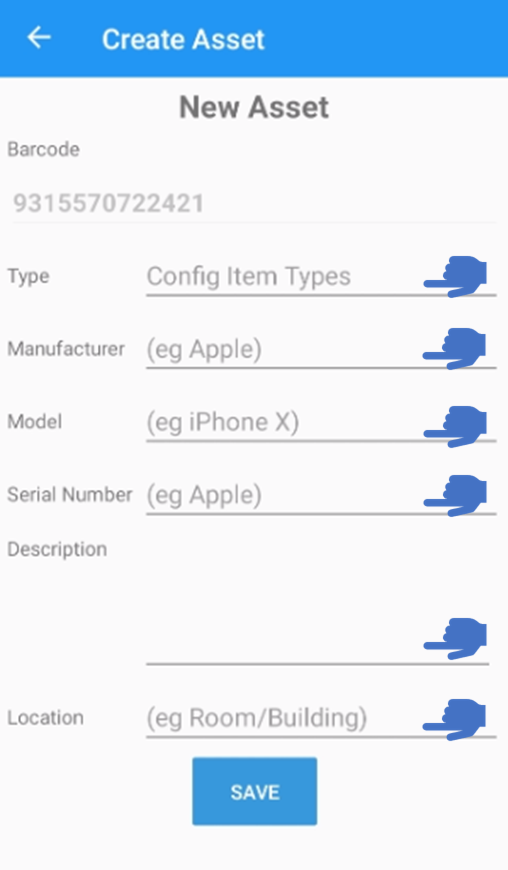 Create Asset
New Asset
Barcode
9315570722421
Type Config Item Types
Manufacturer (eg Apple)
Model (eg iPhone X)
Serial Number (eg Apple)
Description
Location (eg Room/Building)
SAVE